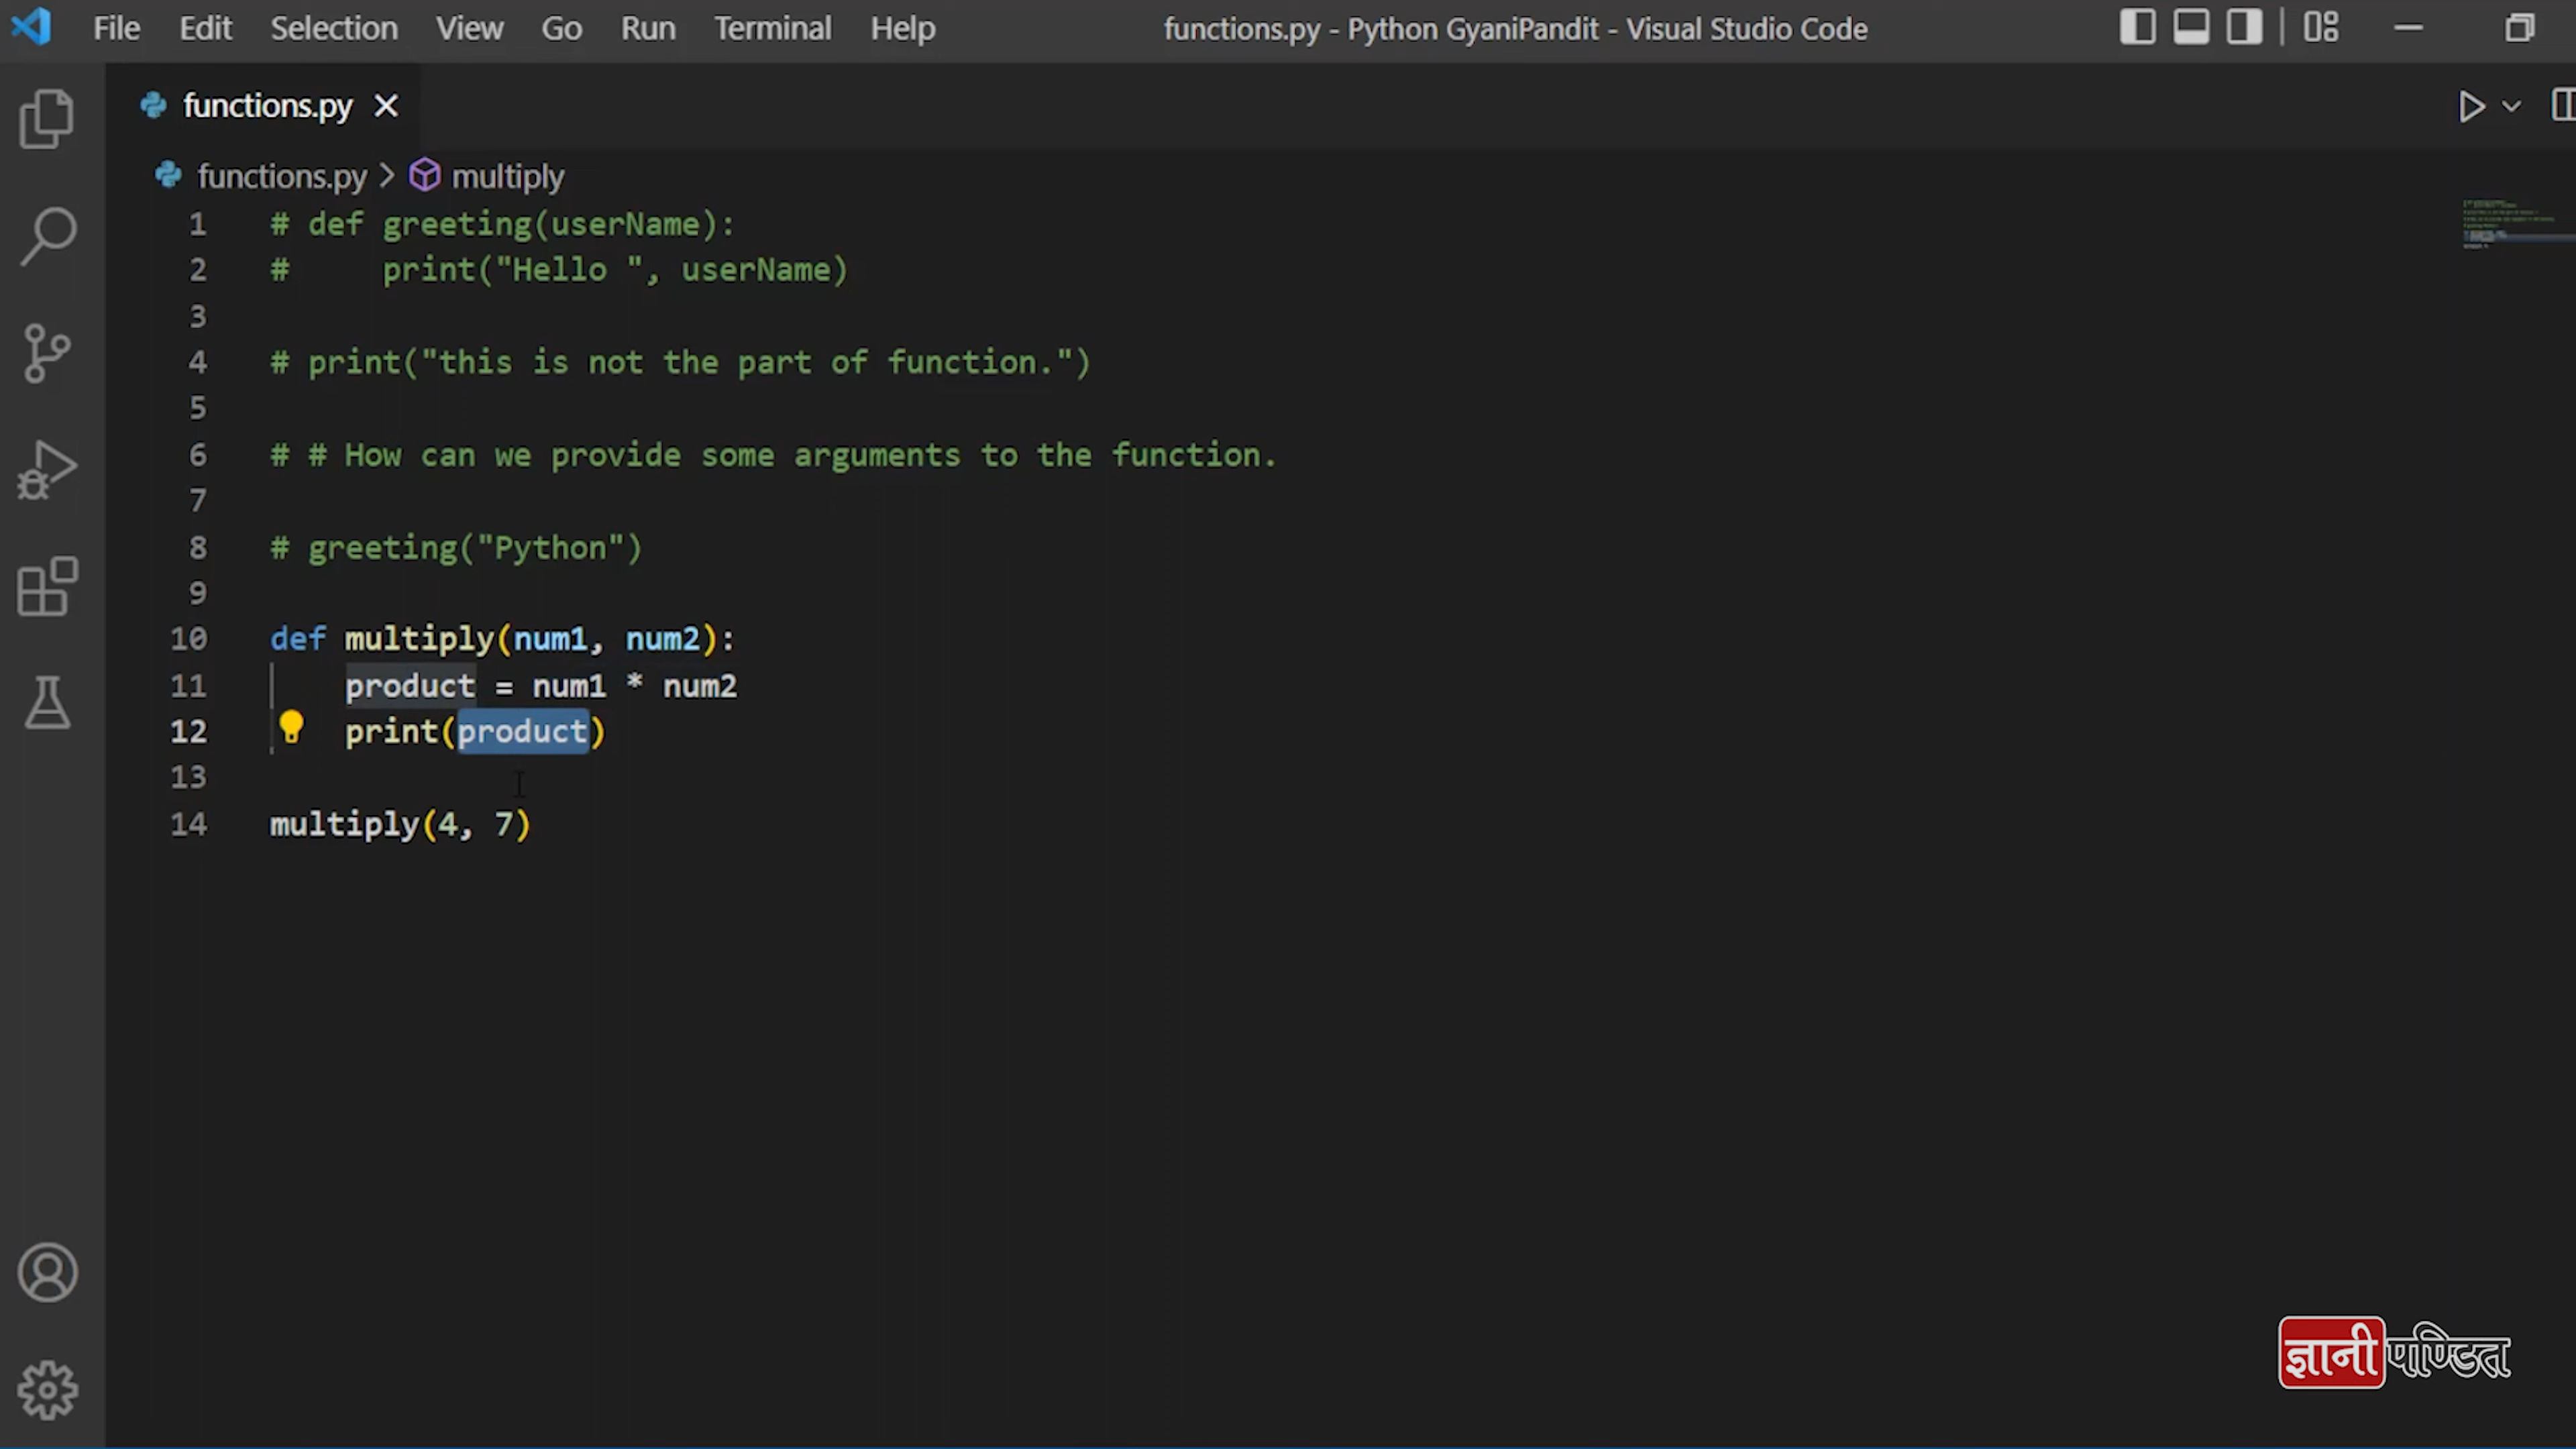 File Edit Selection View Go Run Terminal Help functions.py - Python GyaniPandit - Visual Studio Code
functions.py
functions.py > multiply
1 # def greeting(userName):
2 #     print("Hello ", userName)
3
4 # print("this is not the part of function.")
5
6 # # How can we provide some arguments to the function.
7
8 # greeting("Python")
9
10 def multiply(num1, num2):
11     product = num1 * num2
12     print(product)
13
14 multiply(4, 7)
ज्ञानी पण्डित